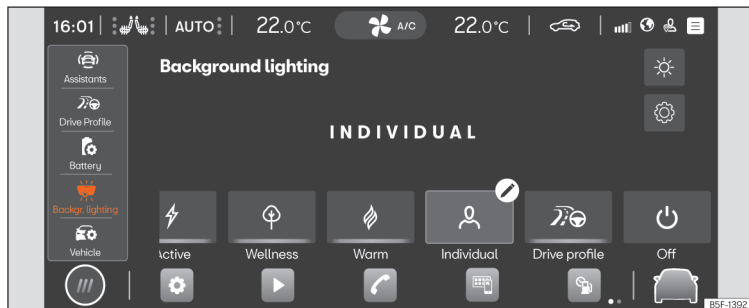 16:01 AUTO 22.0°C A/C 22.0°C
Assistants
Drive Profile
Battery
Backgr. lighting
Vehicle
Background lighting
INDIVIDUAL
Active Wellness Warm Individual Drive profile Off
B5F-1392